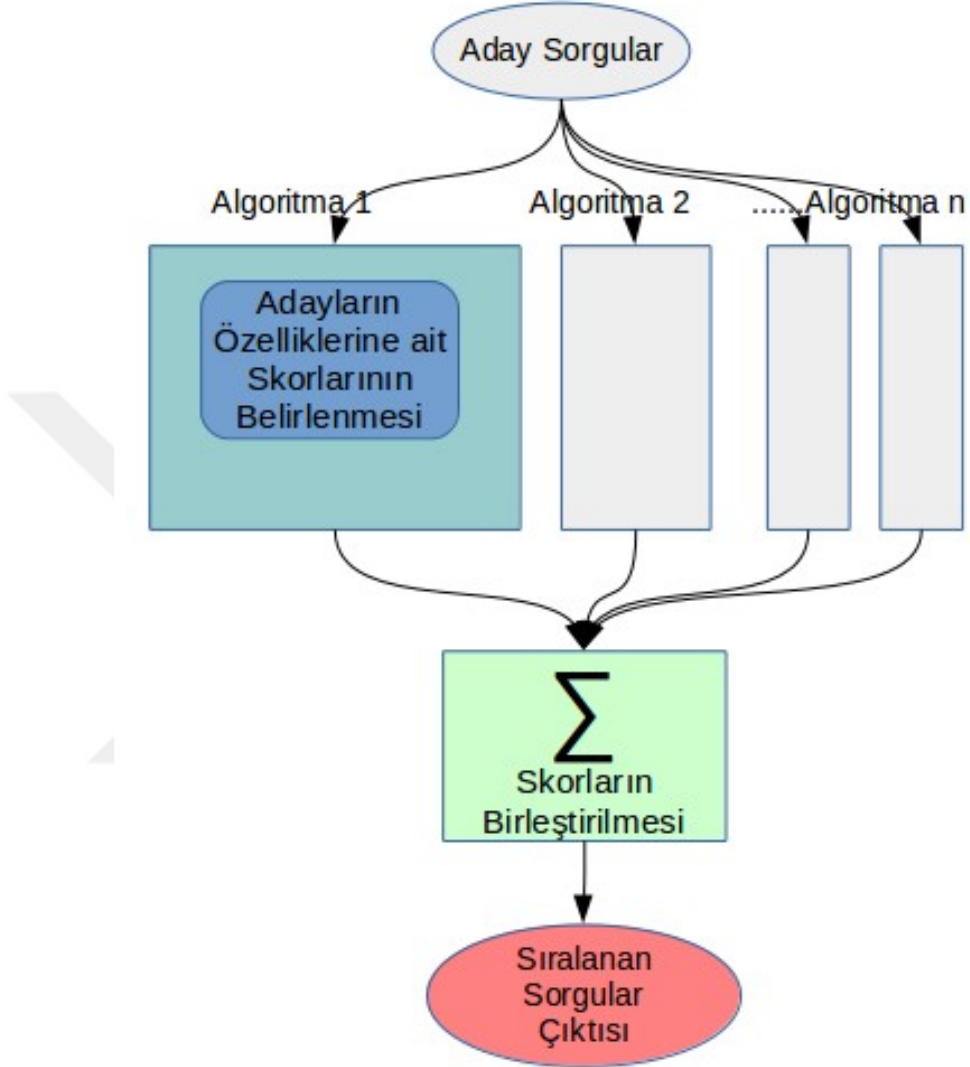 Aday Sorgular
Algoritma 1
Algoritma 2
......Algoritma n
Adayların
Özelliklerine ait
Skorlarının
Belirlenmesi
∑
Skorların
Birleştirilmesi
Sıralanan
Sorgular
Çıktısı